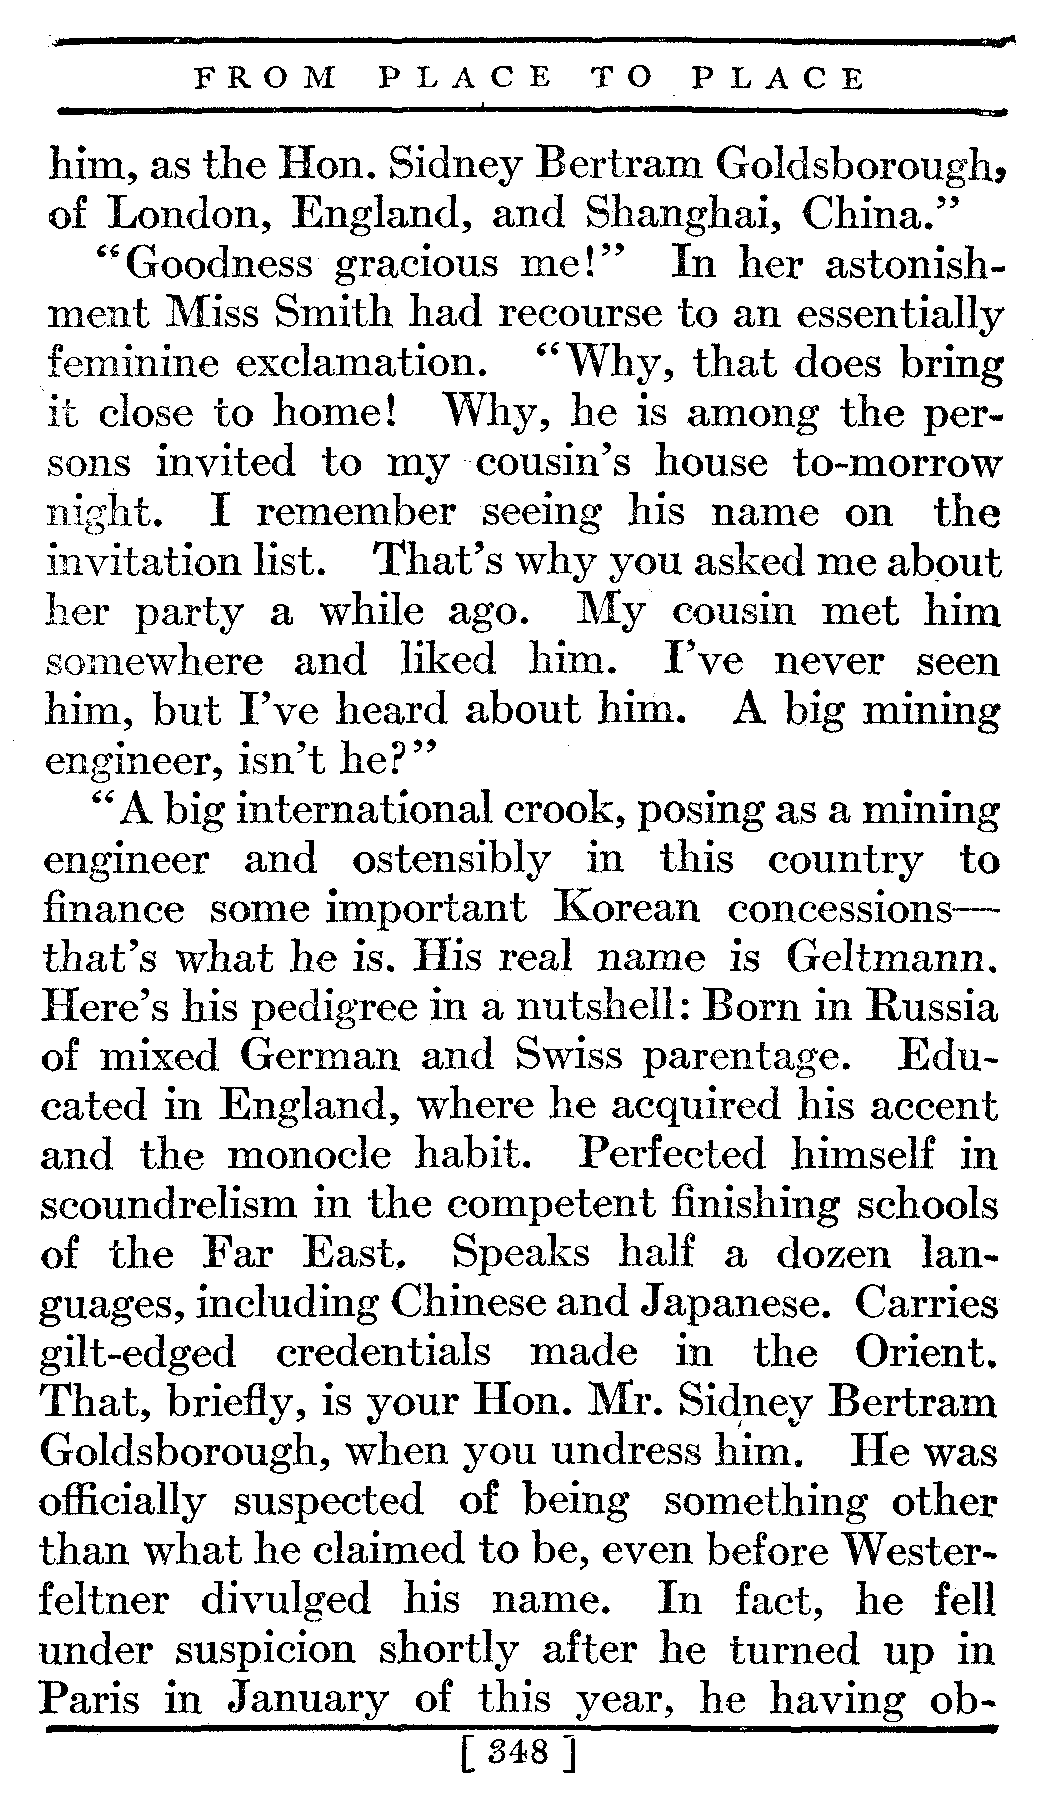 FROM PLACE TO PLACE
him, as the Hon. Sidney Bertram Goldsborough,
of London, England, and Shanghai, China."
"Goodness gracious me!" In her astonish-
ment Miss Smith had recourse to an essentially
feminine exclamation. "Why, that does bring
it close to home! Why, he is among the per-
sons invited to my cousin's house to-morrow
night. I remember seeing his name on the
invitation list. That's why you asked me about
her party a while ago. My cousin met him
somewhere and liked him. I've never seen
him, but I've heard about him. A big mining
engineer, isn't he?"
"A big international crook, posing as a mining
engineer and ostensibly in this country to
finance some important Korean concessions—
that's what he is. His real name is Geltmann.
Here's his pedigree in a nutshell: Born in Russia
of mixed German and Swiss parentage. Edu-
cated in England, where he acquired his accent
and the monocle habit. Perfected himself in
scoundrelism in the competent finishing schools
of the Far East. Speaks half a dozen lan-
guages, including Chinese and Japanese. Carries
gilt-edged credentials made in the Orient.
That, briefly, is your Hon. Mr. Sidney Bertram
Goldsborough, when you undress him. He was
officially suspected of being something other
than what he claimed to be, even before Wester-
feltner divulged his name. In fact, he fell
under suspicion shortly after he turned up in
Paris in January of this year, he having ob-
[ 348 ]